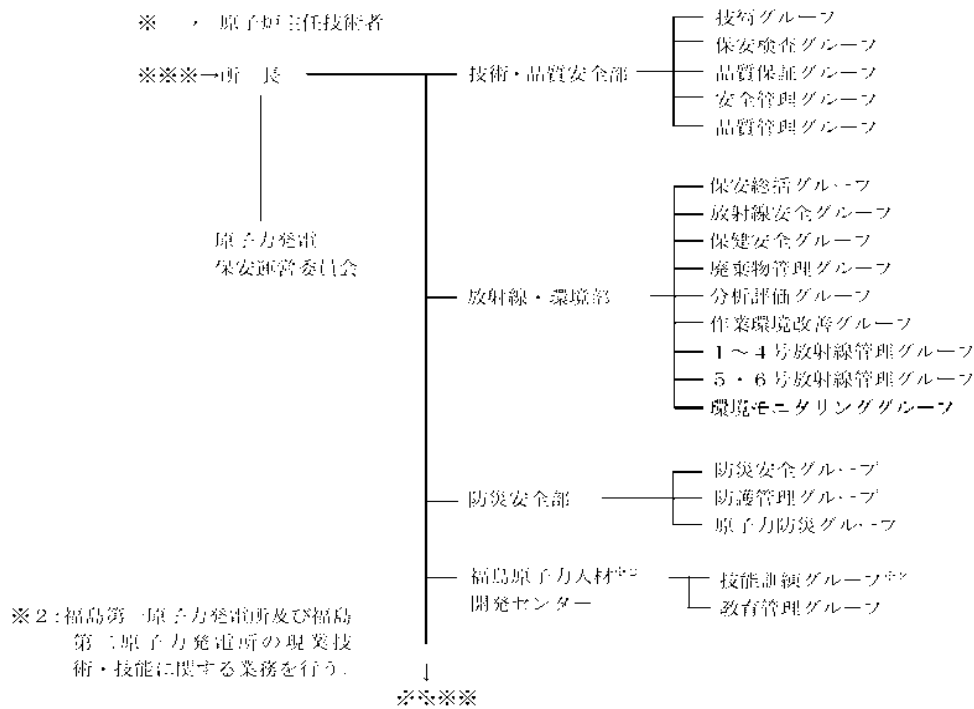 ※ → 原子炉主任技術者
※※※→所 長
原子力発電
保安運営委員会
技術・品質安全部
技術グループ
保安検査グループ
品質保証グループ
安全管理グループ
品質管理グループ
放射線・環境部
保安総括グループ
放射線安全グループ
保健安全グループ
廃棄物管理グループ
分析評価グループ
作業環境改善グループ
1~4号放射線管理グループ
5・6号放射線管理グループ
環境モニタリンググループ
防災安全部
防災安全グループ
防護管理グループ
原子力防災グループ
福島原子力人材※2
開発センター
技能訓練グループ※2
教育管理グループ
※2:福島第一原子力発電所及び福島
第二原子力発電所の現業技
術・技能に関する業務を行う.
↓
※※※※